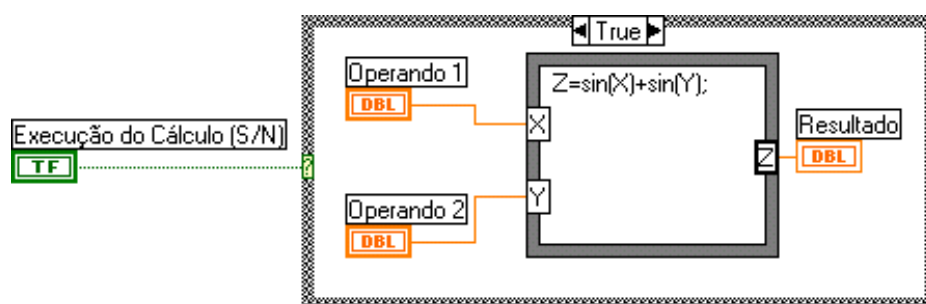 True
Operando 1
DBL
Z=sin(X)+sin(Y);
X
Execução do Cálculo (S/N)
TF
?
Resultado
Z
DBL
Operando 2
Y
DBL